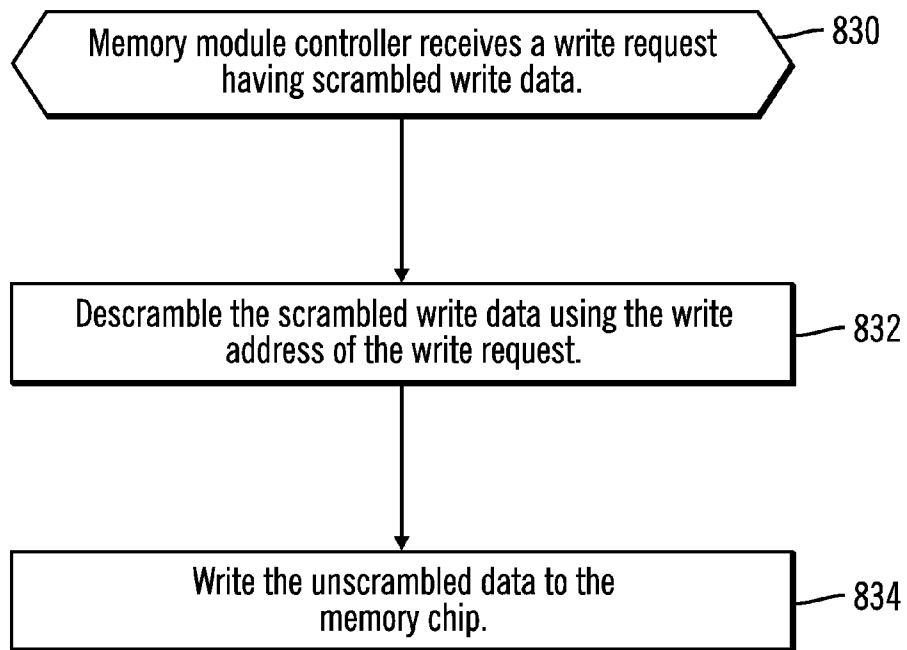 Memory module controller receives a write request
having scrambled write data.
830
Descramble the scrambled write data using the write
address of the write request.
832
Write the unscrambled data to the
memory chip.
834